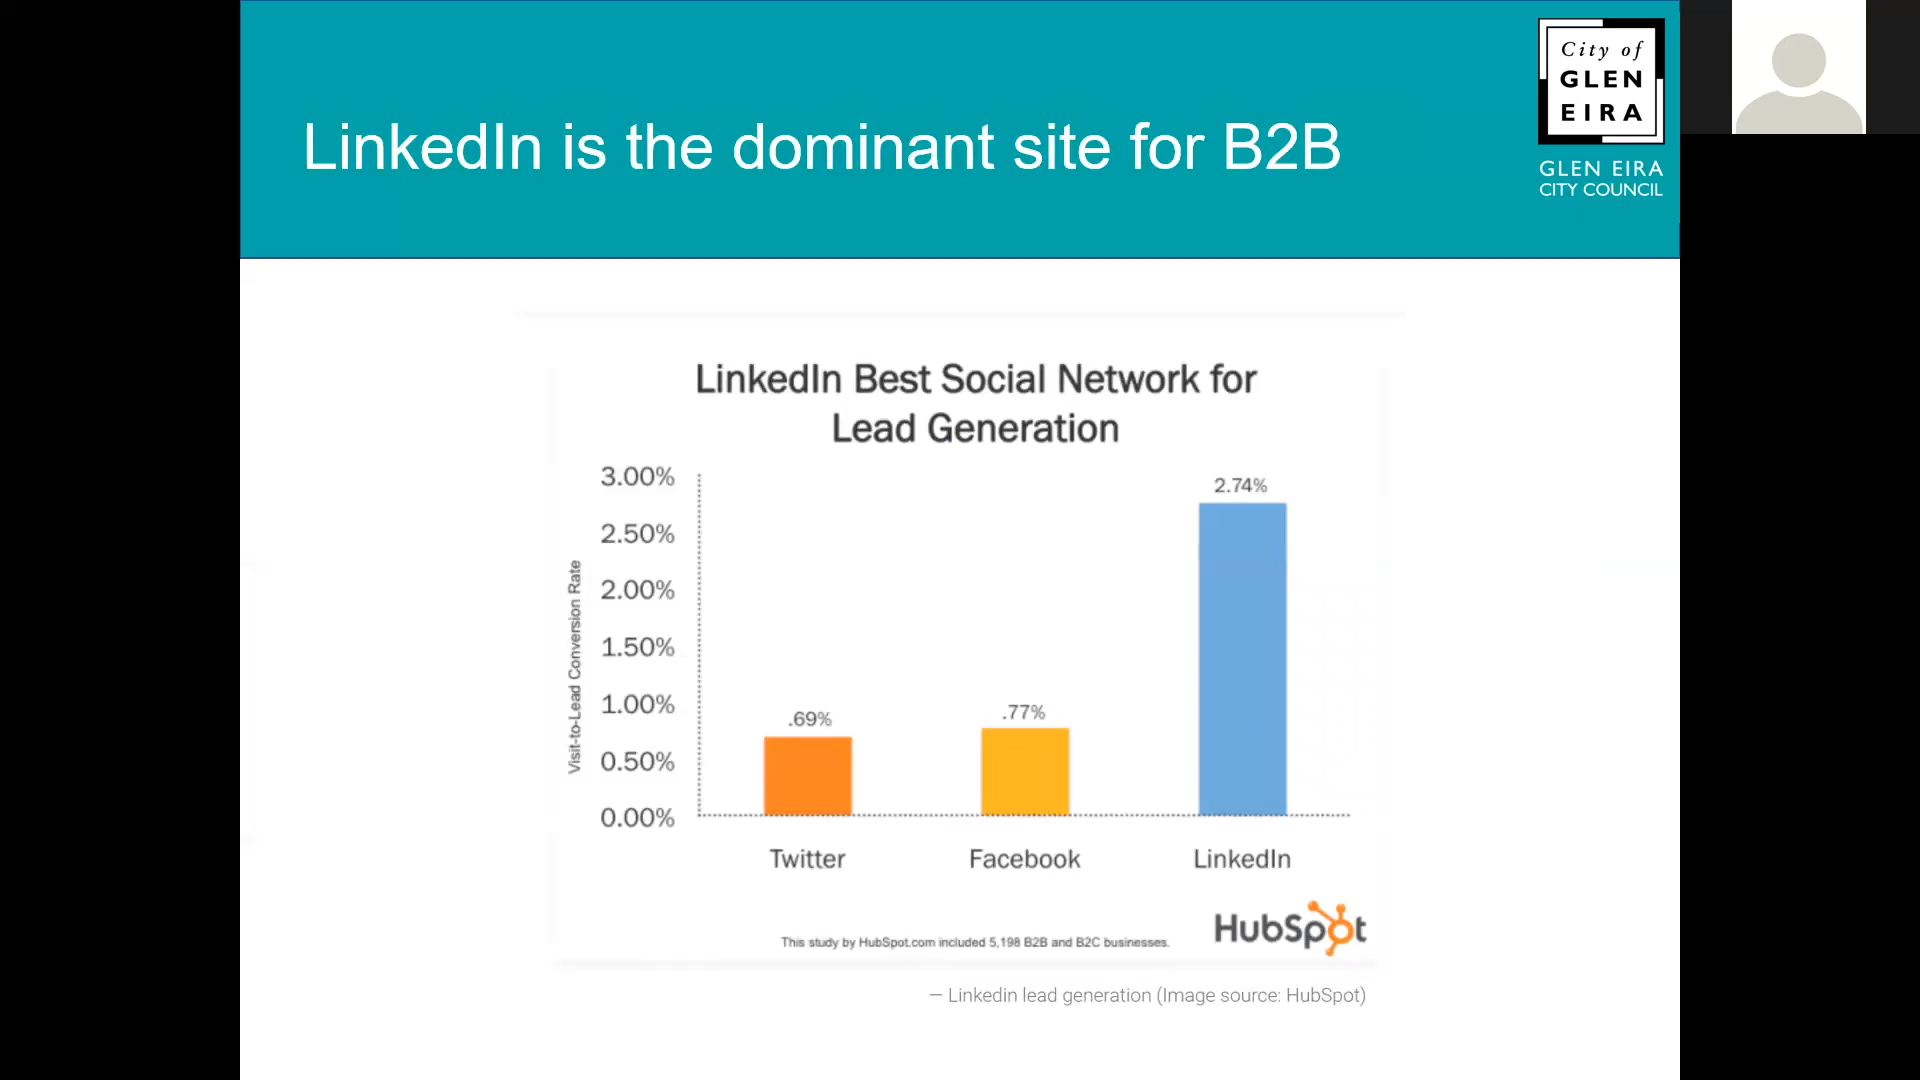 LinkedIn is the dominant site for B2B
City of
GLEN
EIRA
GLEN EIRA
CITY COUNCIL
LinkedIn Best Social Network for
Lead Generation
Visit-to-Lead Conversion Rate
3.00%
2.50%
2.00%
1.50%
1.00%
0.50%
0.00%
.69%
.77%
2.74%
Twitter
Facebook
LinkedIn
This study by HubSpot.com included 5,198 B2B and B2C businesses.
HubSpot
— Linkedin lead generation (Image source: HubSpot)